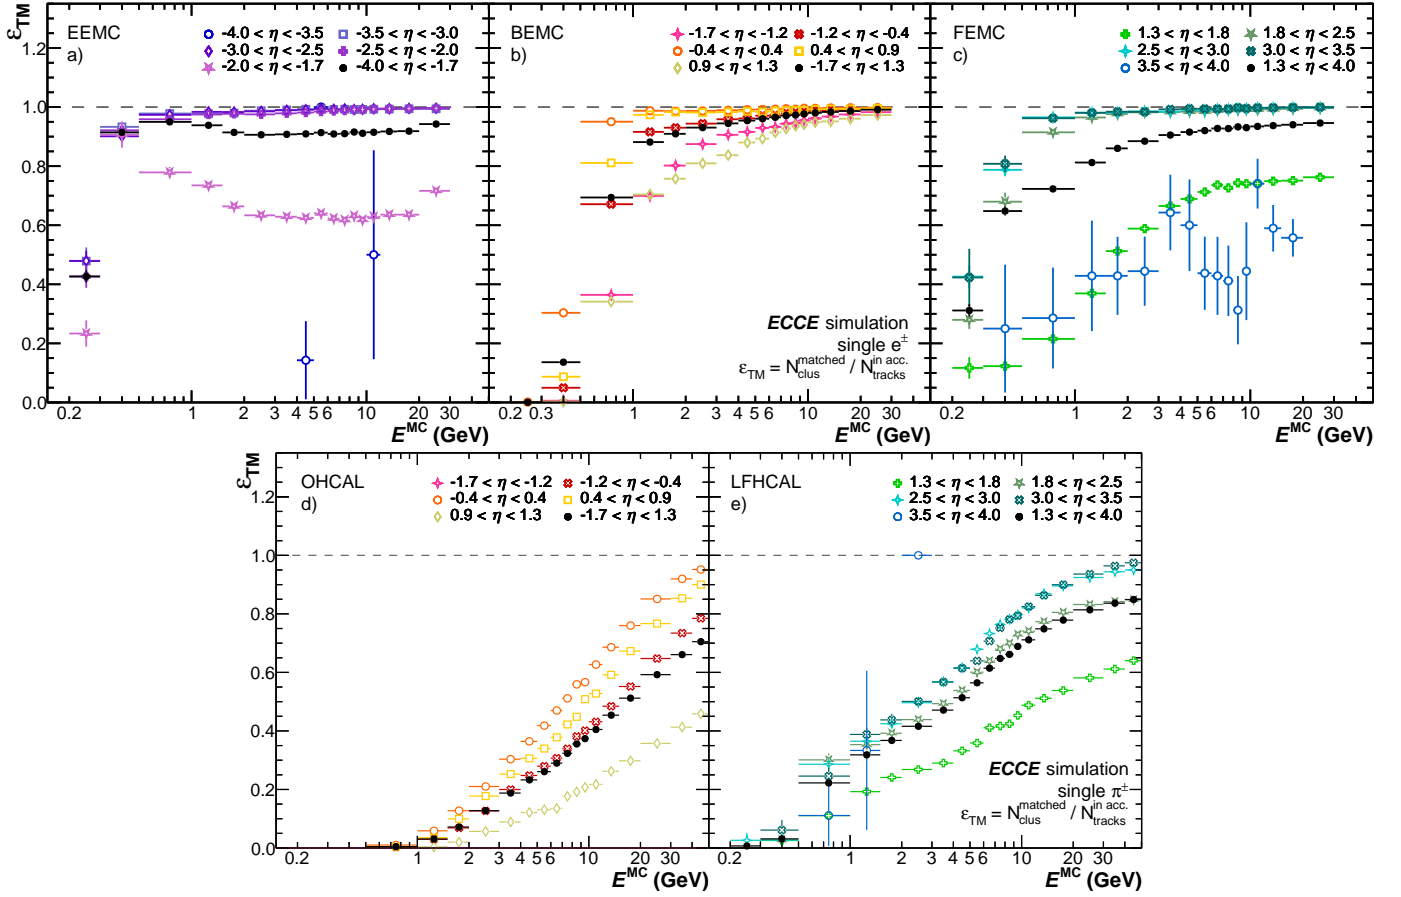 ε_TM
EEMC
a)
-4.0 < η < -3.5
-3.5 < η < -3.0
-3.0 < η < -2.5
-2.5 < η < -2.0
-2.0 < η < -1.7
-4.0 < η < -1.7
BEMC
b)
-1.7 < η < -1.2
-1.2 < η < -0.4
-0.4 < η < 0.4
0.4 < η < 0.9
0.9 < η < 1.3
-1.7 < η < 1.3
FEMC
c)
1.3 < η < 1.8
1.8 < η < 2.5
2.5 < η < 3.0
3.0 < η < 3.5
3.5 < η < 4.0
1.3 < η < 4.0
1.2
1.0
0.8
0.6
0.4
0.2
0.0
ECCE simulation
single e±
ε_TM = N_clus^matched / N_tracks^in acc.
0.2 1 2 3 4 5 6 10 20 30
0.2 0.3 1 2 3 4 5 6 10 20 30
0.2 1 2 3 4 5 6 10 20 30
E^MC (GeV)
E^MC (GeV)
E^MC (GeV)
ε_TM
OHCAL
d)
-1.7 < η < -1.2
-1.2 < η < -0.4
-0.4 < η < 0.4
0.4 < η < 0.9
0.9 < η < 1.3
-1.7 < η < 1.3
LFHCAL
e)
1.3 < η < 1.8
1.8 < η < 2.5
2.5 < η < 3.0
3.0 < η < 3.5
3.5 < η < 4.0
1.3 < η < 4.0
1.2
1.0
0.8
0.6
0.4
0.2
0.0
ECCE simulation
single π±
ε_TM = N_clus^matched / N_tracks^in acc.
0.2 1 2 3 4 5 6 10 20 30
0.2 1 2 3 4 5 6 10 20 30
E^MC (GeV)
E^MC (GeV)